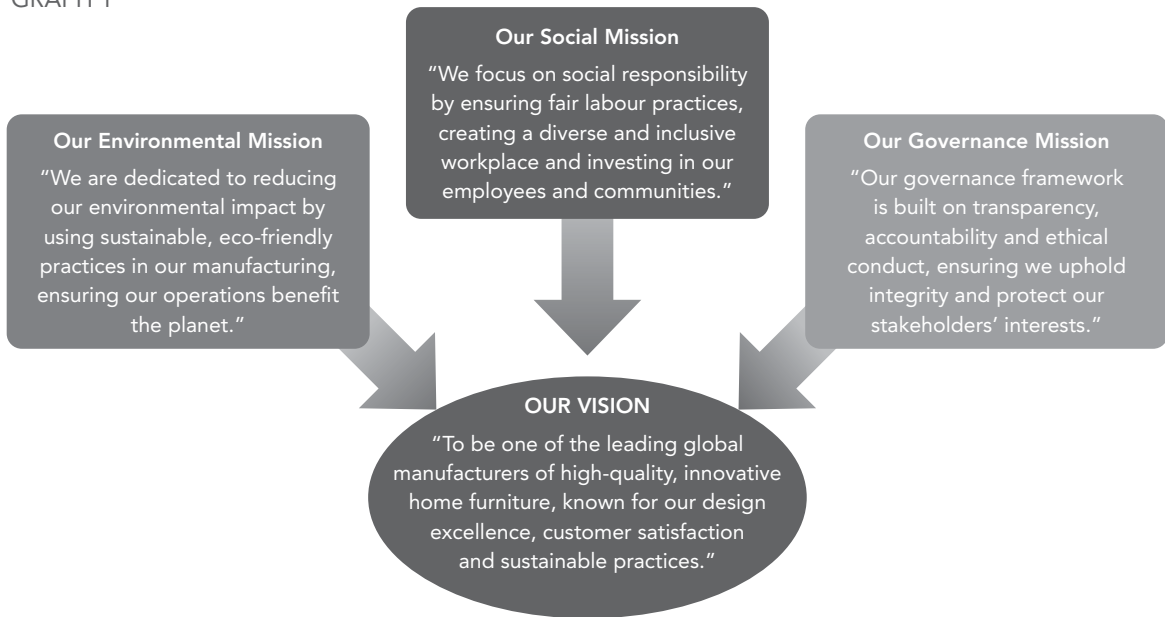 GRAPH 1
Our Social Mission
“We focus on social responsibility
by ensuring fair labour practices,
creating a diverse and inclusive
workplace and investing in our
employees and communities.”
Our Environmental Mission
“We are dedicated to reducing
our environmental impact by
using sustainable, eco-friendly
practices in our manufacturing,
ensuring our operations benefit
the planet.”
Our Governance Mission
“Our governance framework
is built on transparency,
accountability and ethical
conduct, ensuring we uphold
integrity and protect our
stakeholders’ interests.”
OUR VISION
“To be one of the leading global
manufacturers of high-quality, innovative
home furniture, known for our design
excellence, customer satisfaction
and sustainable practices.”